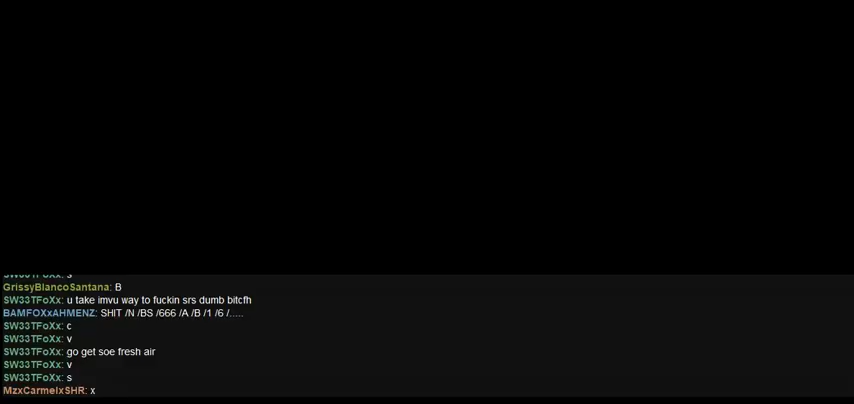 SW33TFoXx: s
GrissyBlancoSantana: B
SW33TFoXx: u take imvu way to fuckin srs dumb bitcfh
BAMFOXxAHMENZ: SHIT /N /BS /666 /A /B /1 /6 /.....
SW33TFoXx: c
SW33TFoXx: v
SW33TFoXx: go get soe fresh air
SW33TFoXx: v
SW33TFoXx: s
MzxCarmelxSHR: x